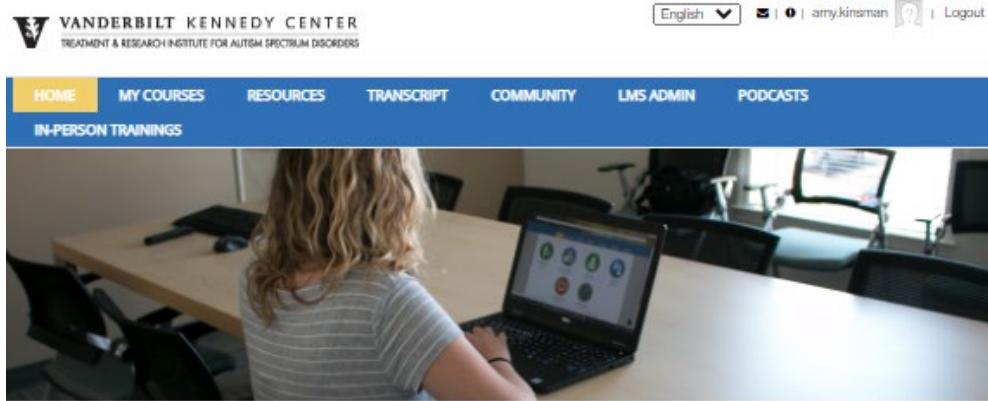 VANDERBILT KENNEDY CENTER
TREATMENT & RESEARCH INSTITUTE FOR AUTISM SPECTRUM DISORDERS
English | 0 | amy.kinsman | Logout
HOME MY COURSES RESOURCES TRANSCRIPT COMMUNITY LMS ADMIN PODCASTS
IN-PERSON TRAININGS